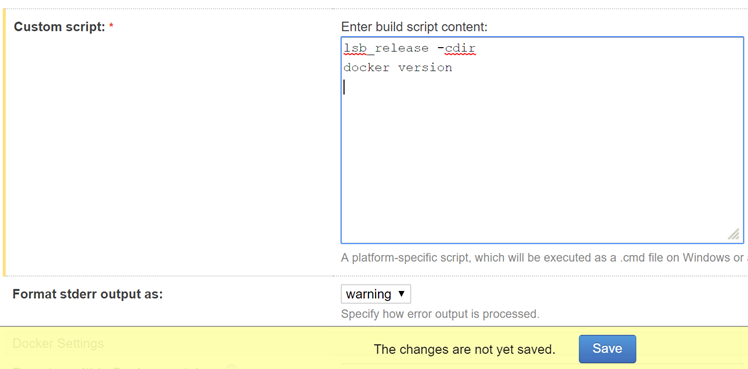 Custom script: *
Enter build script content:
lsb_release -cdir
docker version
A platform-specific script, which will be executed as a .cmd file on Windows or
Format stderr output as:
warning
Specify how error output is processed.
Docker Settings
The changes are not yet saved.
Save